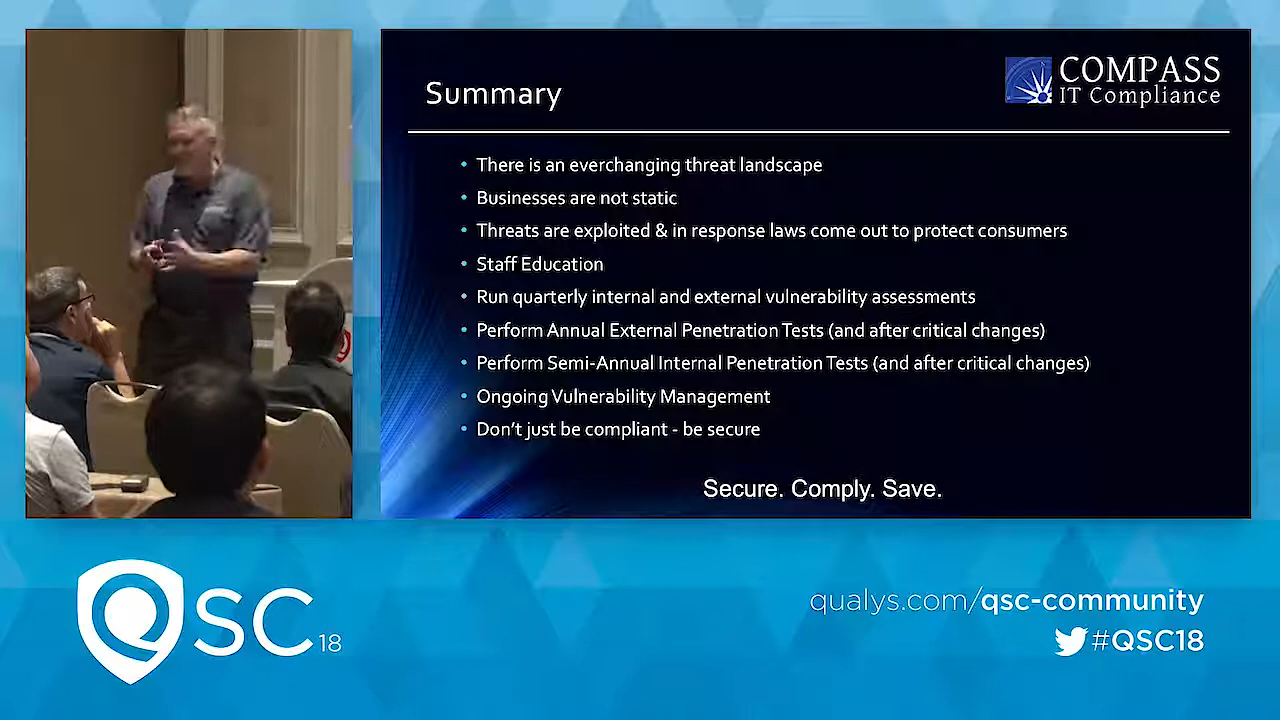 COMPASS
IT Compliance
Summary
• There is an everchanging threat landscape
• Businesses are not static
• Threats are exploited & in response laws come out to protect consumers
• Staff Education
• Run quarterly internal and external vulnerability assessments
• Perform Annual External Penetration Tests (and after critical changes)
• Perform Semi-Annual Internal Penetration Tests (and after critical changes)
• Ongoing Vulnerability Management
• Don't just be compliant - be secure
Secure. Comply. Save.
QSC 18
qualys.com/qsc-community
#QSC18